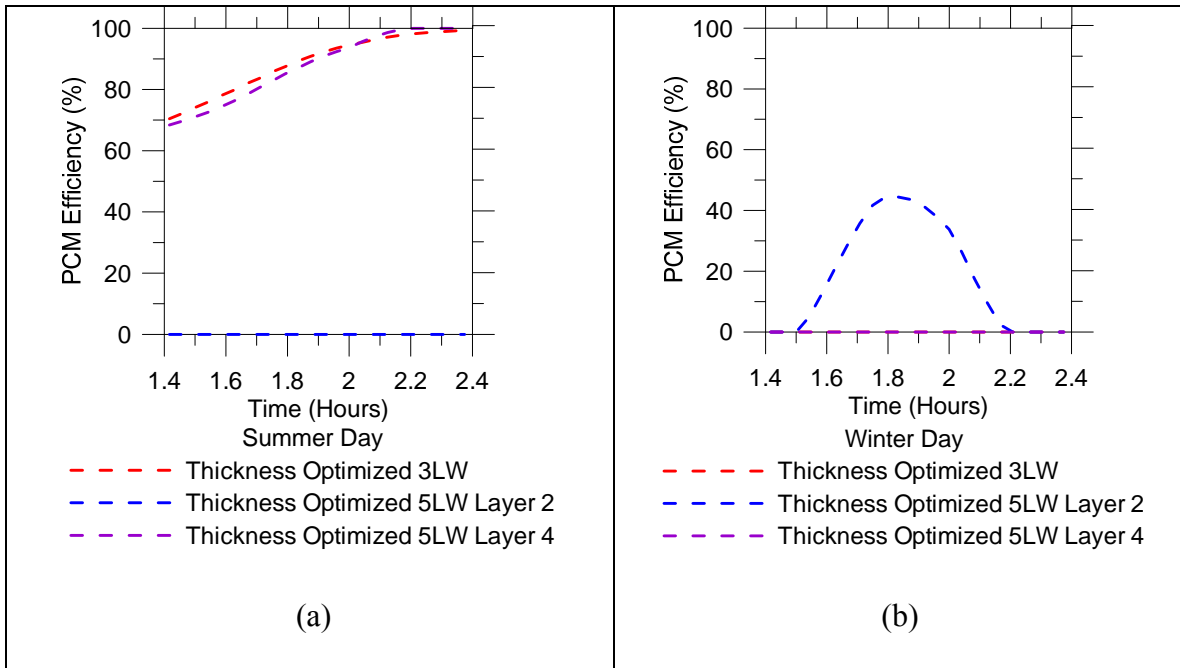 100
80
60
40
20
0
PCM Efficiency (%)
1.4 1.6 1.8 2 2.2 2.4
Time (Hours)
Summer Day
Thickness Optimized 3LW
Thickness Optimized 5LW Layer 2
Thickness Optimized 5LW Layer 4
(a)
100
80
60
40
20
0
PCM Efficiency (%)
1.4 1.6 1.8 2 2.2 2.4
Time (Hours)
Winter Day
Thickness Optimized 3LW
Thickness Optimized 5LW Layer 2
Thickness Optimized 5LW Layer 4
(b)